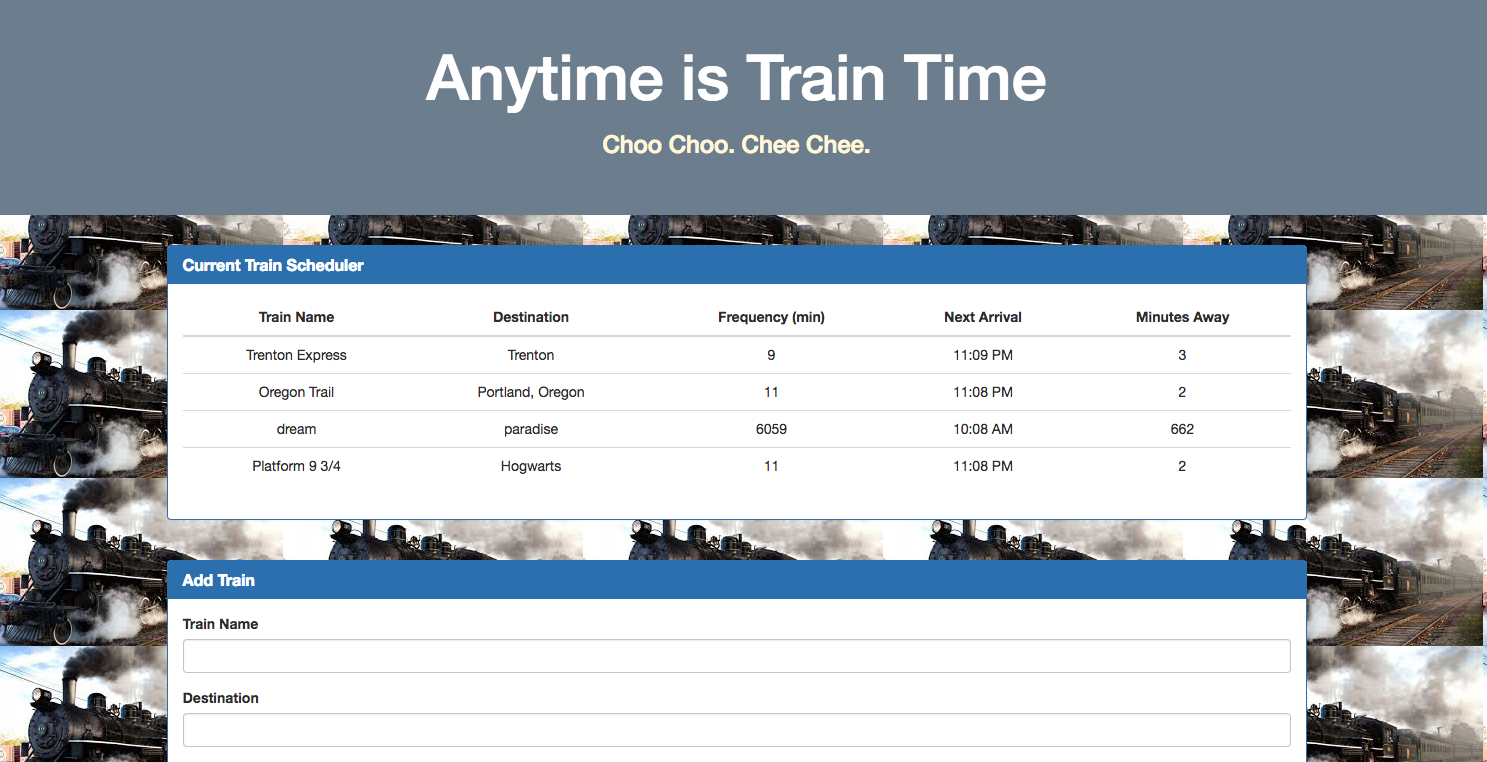 Anytime is Train Time
Choo Choo. Chee Chee.
Current Train Scheduler
Train Name Destination Frequency (min) Next Arrival Minutes Away
Trenton Express Trenton 9 11:09 PM 3
Oregon Trail Portland, Oregon 11 11:08 PM 2
dream paradise 6059 10:08 AM 662
Platform 9 3/4 Hogwarts 11 11:08 PM 2
Add Train
Train Name
Destination